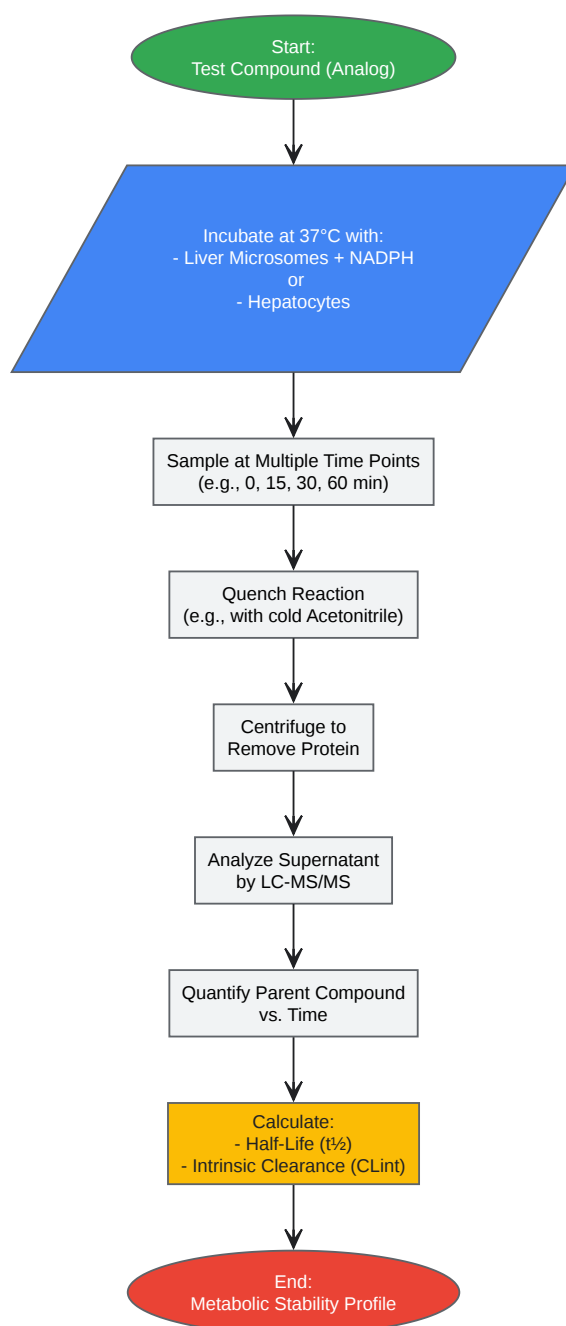 Start:
Test Compound (Analog)
Incubate at 37°C with:
- Liver Microsomes + NADPH
or
- Hepatocytes
Sample at Multiple Time Points
(e.g., 0, 15, 30, 60 min)
Quench Reaction
(e.g., with cold Acetonitrile)
Centrifuge to
Remove Protein
Analyze Supernatant
by LC-MS/MS
Quantify Parent Compound
vs. Time
Calculate:
- Half-Life (t½)
- Intrinsic Clearance (CLint)
End:
Metabolic Stability Profile